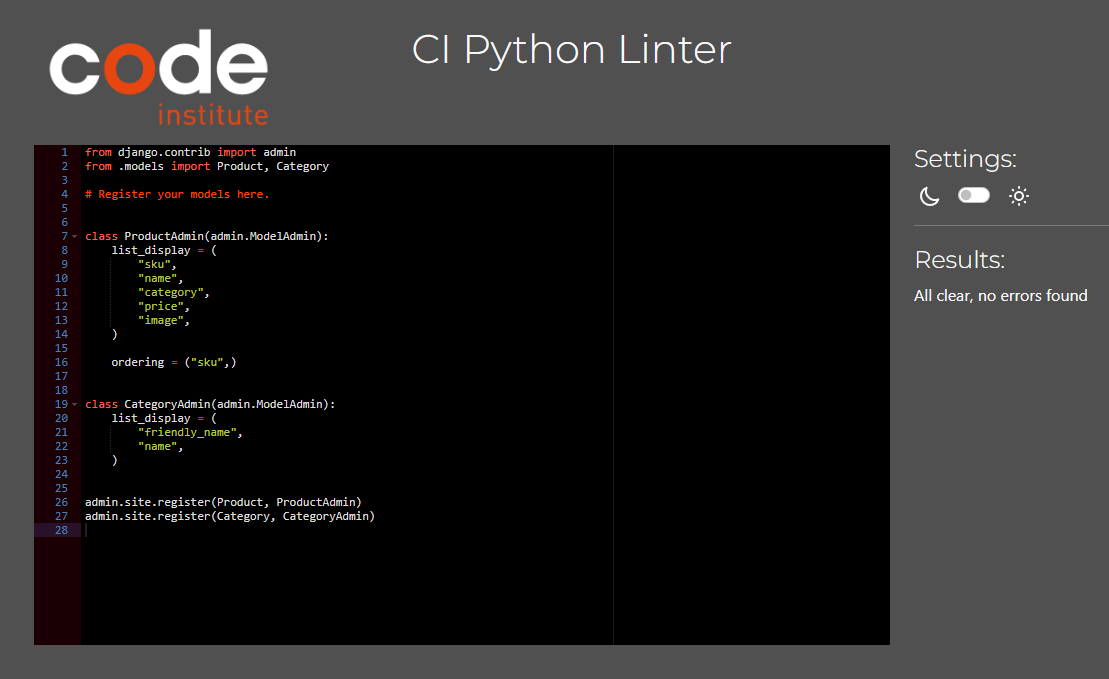 code
institute
CI Python Linter
1 from django.contrib import admin
2 from .models import Product, Category
3
4 # Register your models here.
5
6
7 class ProductAdmin(admin.ModelAdmin):
8     list_display = (
9         "sku",
10         "name",
11         "category",
12         "price",
13         "image",
14     )
15
16     ordering = ("sku",)
17
18
19 class CategoryAdmin(admin.ModelAdmin):
20     list_display = (
21         "friendly_name",
22         "name",
23     )
24
25
26 admin.site.register(Product, ProductAdmin)
27 admin.site.register(Category, CategoryAdmin)
28
Settings:
Results:
All clear, no errors found